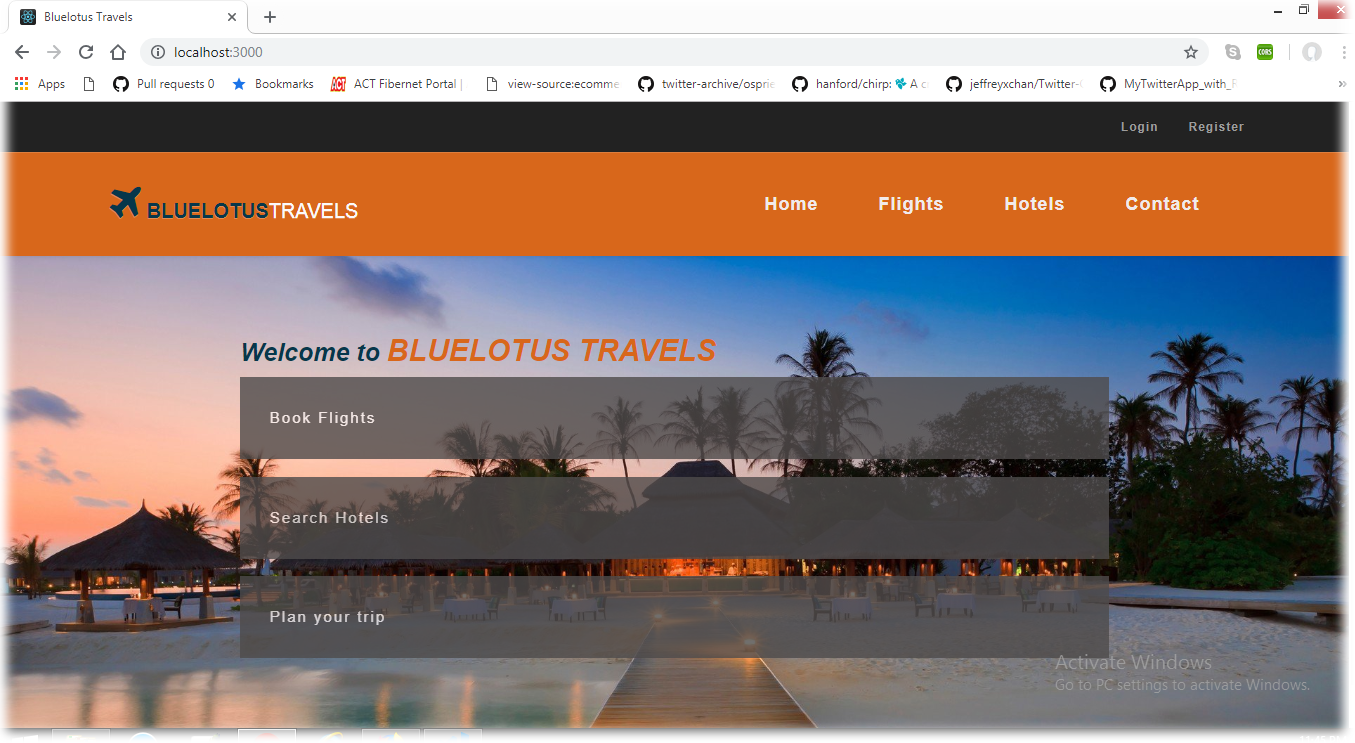 Bluelotus Travels
localhost:3000
Apps Pull requests 0 Bookmarks ACT Fibernet Portal | view-source:ecomme twitter-archive/osprie hanford/chirp: A c jeffreyxchan/Twitter- MyTwitterApp_with_F
Login Register
BLUELOTUSTRAVELS Home Flights Hotels Contact
Welcome to BLUELOTUS TRAVELS
Book Flights
Search Hotels
Plan your trip
Activate Windows
Go to PC settings to activate Windows.